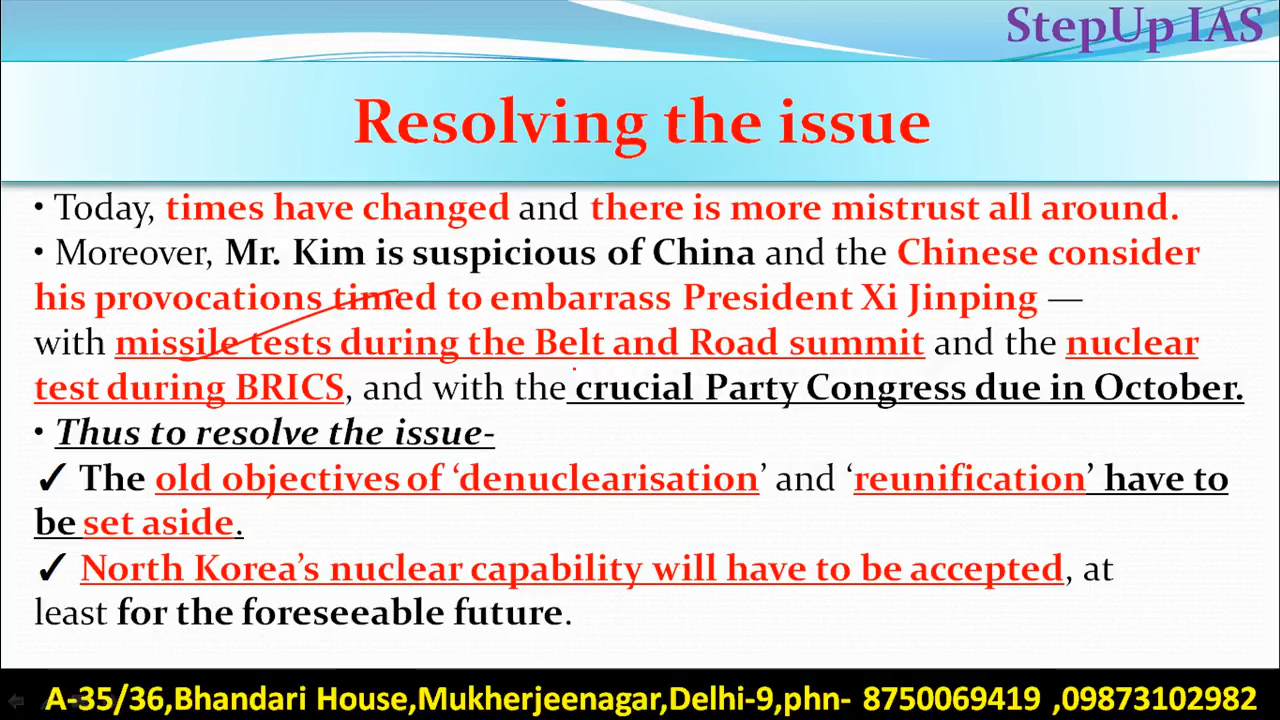 StepUp IAS
Resolving the issue
• Today, times have changed and there is more mistrust all around.
• Moreover, Mr. Kim is suspicious of China and the Chinese consider
his provocations timed to embarrass President Xi Jinping —
with missile tests during the Belt and Road summit and the nuclear
test during BRICS, and with the crucial Party Congress due in October.
• Thus to resolve the issue-
✓ The old objectives of ‘denuclearisation’ and ‘reunification’ have to
be set aside.
✓ North Korea’s nuclear capability will have to be accepted, at
least for the foreseeable future.
A-35/36,Bhandari House,Mukherjeenagar,Delhi-9,phn- 8750069419 ,09873102982